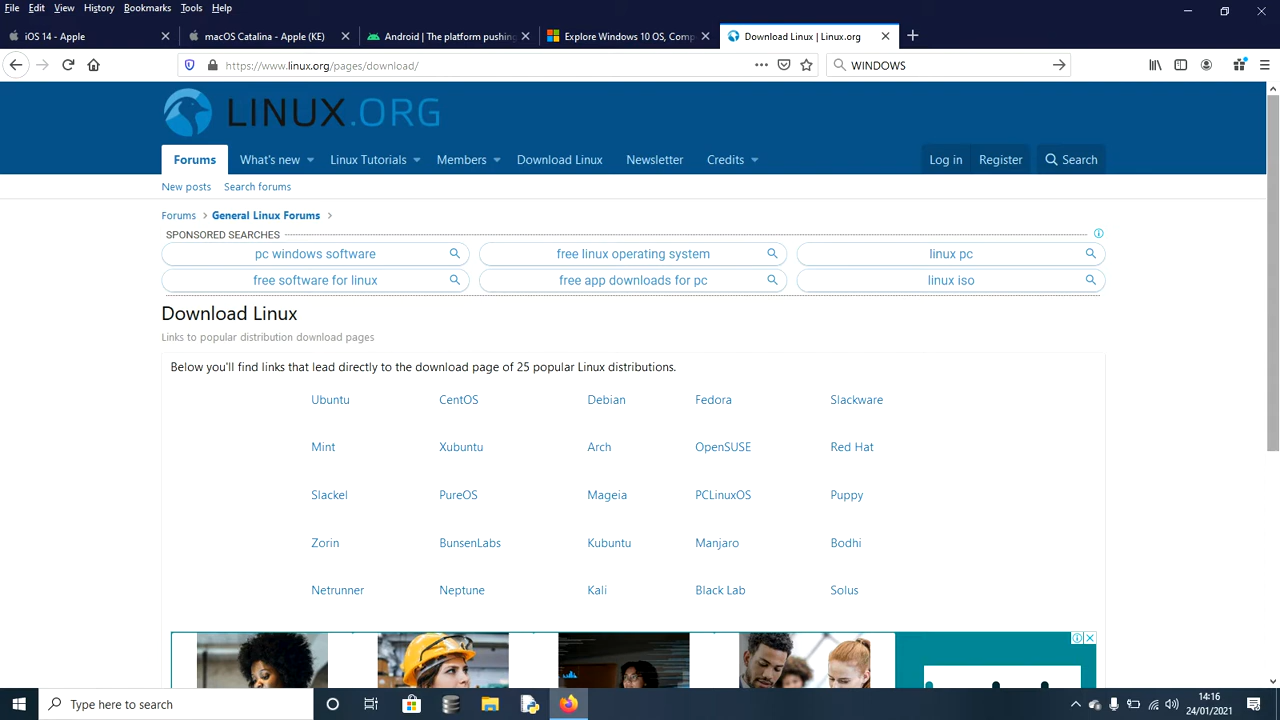 File Edit View History Bookmarks Tools Help
iOS 14 - Apple
macOS Catalina - Apple (KE)
Android | The platform pushing
Explore Windows 10 OS, Comp
Download Linux | Linux.org
https://www.linux.org/pages/download/
WINDOWS
LINUX.ORG
Forums What's new Linux Tutorials Members Download Linux Newsletter Credits Log in Register Search
New posts Search forums
Forums > General Linux Forums >
SPONSORED SEARCHES
pc windows software free linux operating system linux pc
free software for linux free app downloads for pc linux iso
Download Linux
Links to popular distribution download pages
Below you'll find links that lead directly to the download page of 25 popular Linux distributions.
Ubuntu CentOS Debian Fedora Slackware
Mint Xubuntu Arch OpenSUSE Red Hat
Slackel PureOS Mageia PCLinuxOS Puppy
Zorin BunsenLabs Kubuntu Manjaro Bodhi
Netrunner Neptune Kali Black Lab Solus
Type here to search
14:16
24/01/2021